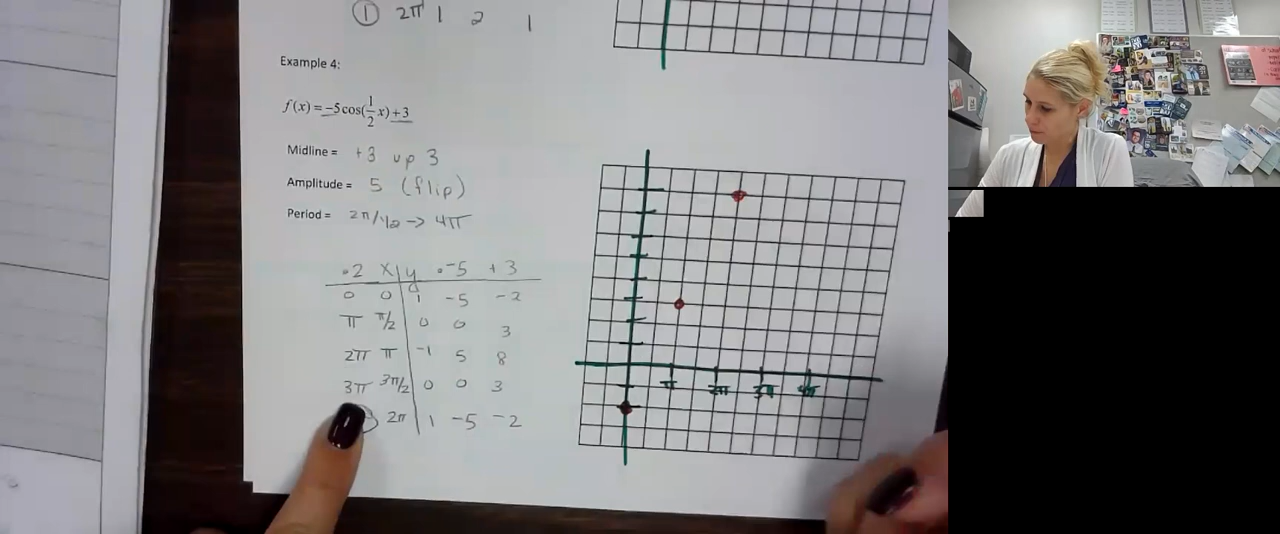 ① 2π 1 2 1
Example 4:
f(x) = -5cos(1/2 x)+3
Midline = +3 up 3
Amplitude = 5 (flip)
Period = 2π/1/2 → 4π
·2 x y ·-5 +3
0 0 1 -5 -2
π π/2 0 0 3
2π π -1 5 8
3π 3π/2 0 0 3
2π 1 -5 -2
π 2π 3π 4π